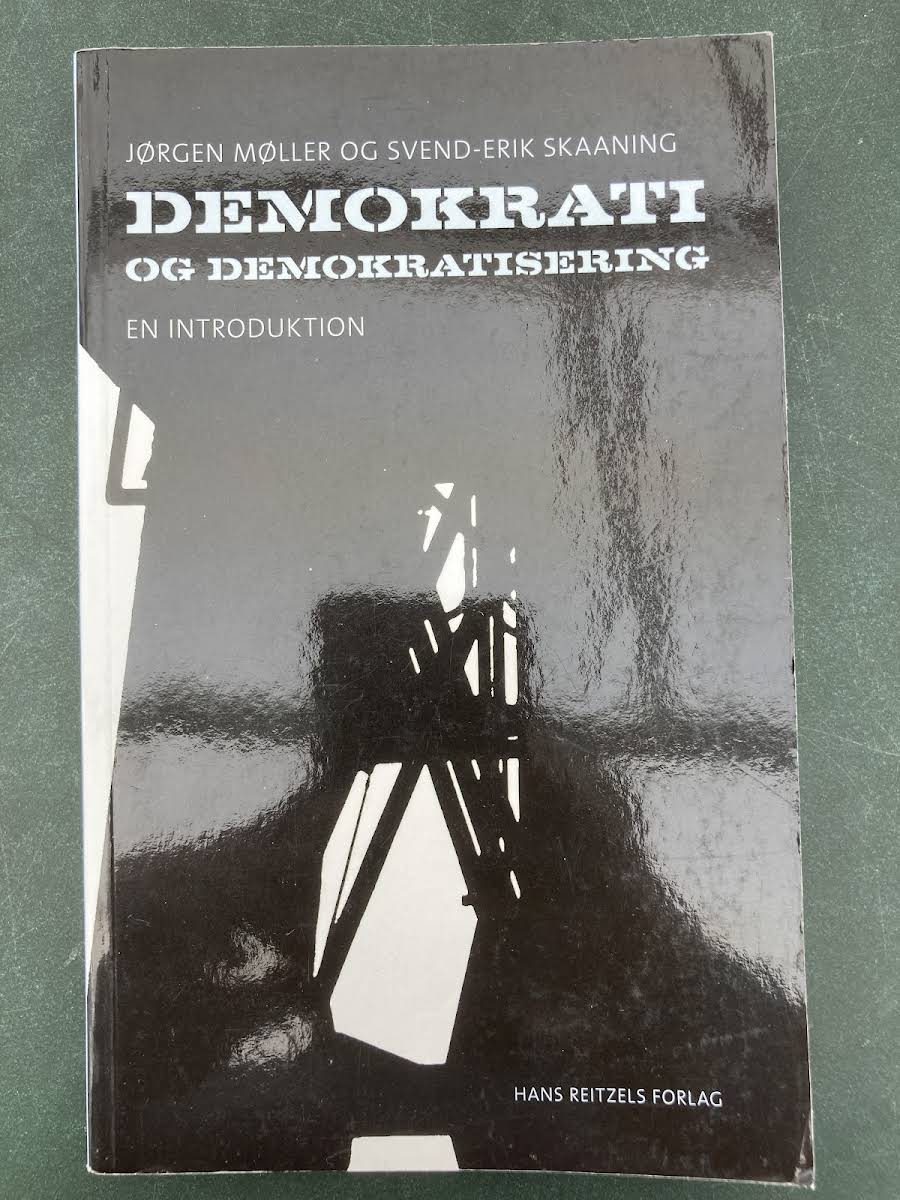 JØRGEN MØLLER OG SVEND-ERIK SKAANING
DEMOKRATI
OG DEMOKRATISERING
EN INTRODUKTION
HANS REITZELS FORLAG